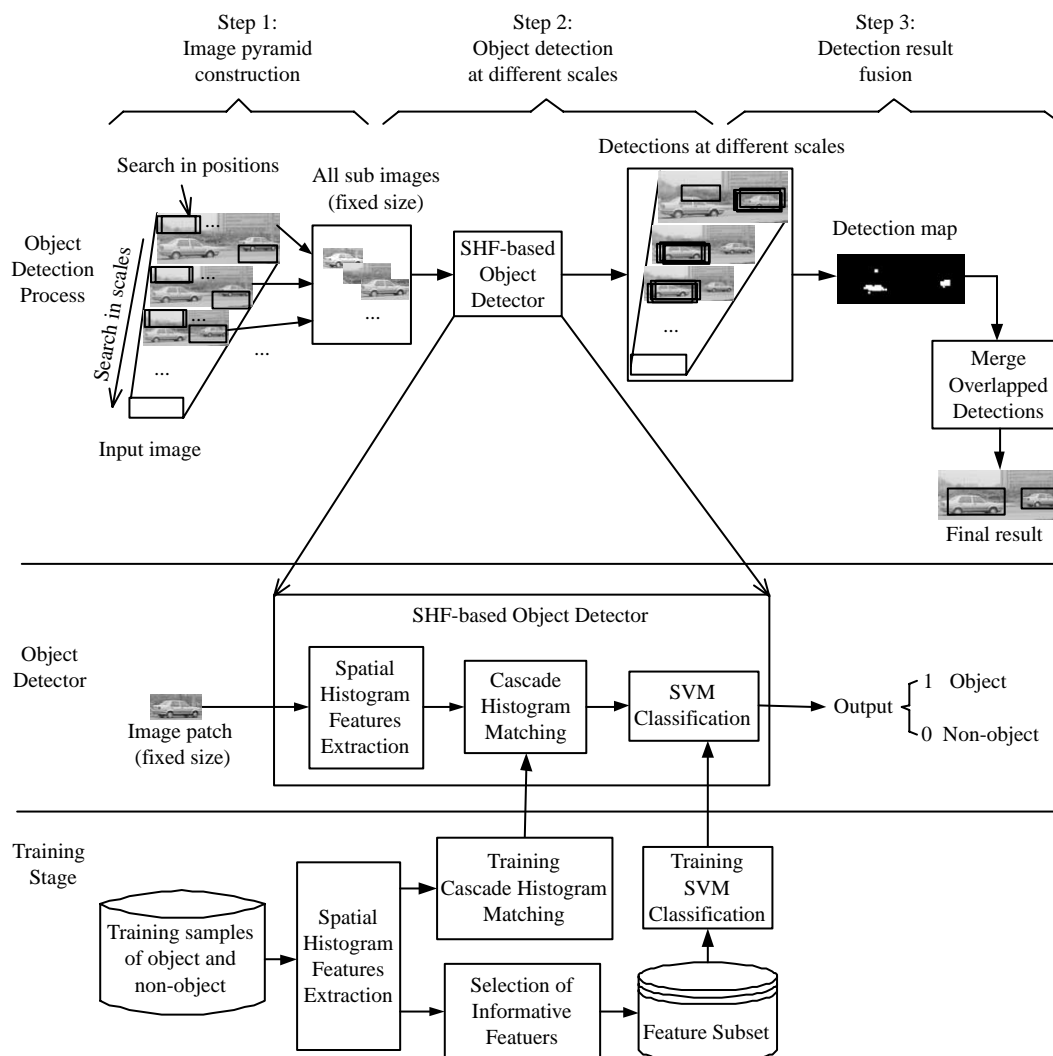 Step 1:
Image pyramid
construction
Step 2:
Object detection
at different scales
Step 3:
Detection result
fusion
Object
Detection
Process
Search in positions
Search in scales
...
...
...
...
...
Input image
All sub images
(fixed size)
...
SHF-based
Object
Detector
Detections at different scales
...
Detection map
Merge
Overlapped
Detections
Final result
Object
Detector
SHF-based Object Detector
Image patch
(fixed size)
Spatial
Histogram
Features
Extraction
Cascade
Histogram
Matching
SVM
Classification
Output
1 Object
0 Non-object
Training
Stage
Training samples
of object and
non-object
Spatial
Histogram
Features
Extraction
Training
Cascade Histogram
Matching
Selection of
Informative
Featuers
Training
SVM
Classification
Feature Subset